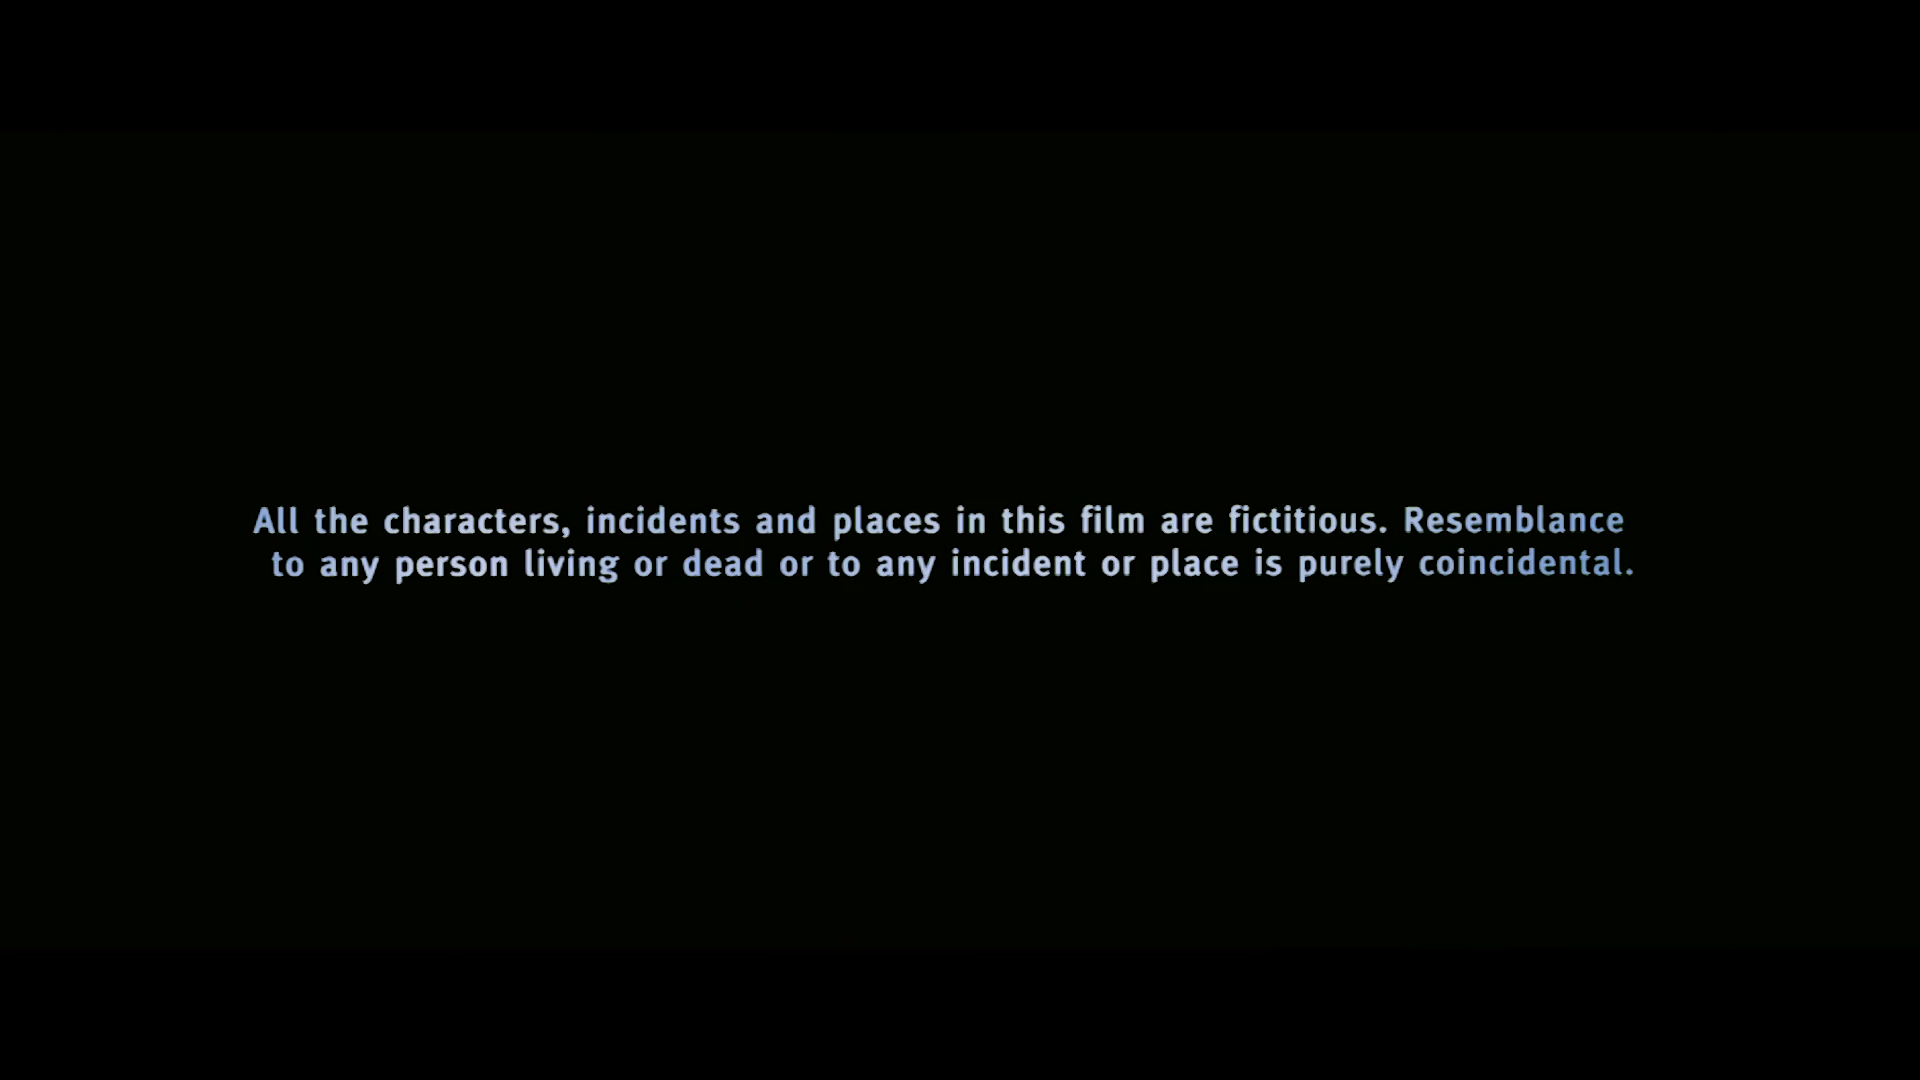 All the characters, incidents and places in this film are fictitious. Resemblance
to any person living or dead or to any incident or place is purely coincidental.